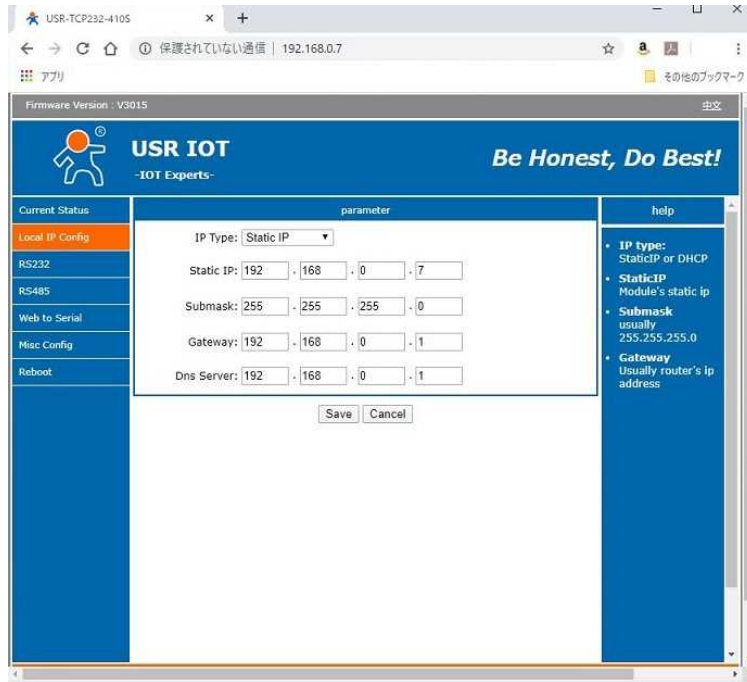 USR-TCP232-410S
保護されていない通信 | 192.168.0.7
アプリ
その他のブックマーク
Firmware Version : V3015
中文
USR IOT
-IOT Experts-
Be Honest, Do Best!
Current Status
Local IP Config
RS232
RS485
Web to Serial
Misc Config
Reboot
parameter
IP Type: Static IP
Static IP: 192 . 168 . 0 . 7
Submask: 255 . 255 . 255 . 0
Gateway: 192 . 168 . 0 . 1
Dns Server: 192 . 168 . 0 . 1
Save Cancel
help
IP type:
StaticIP or DHCP
StaticIP
Module's static ip
Submask
usually
255.255.255.0
Gateway
Usually router's ip
address